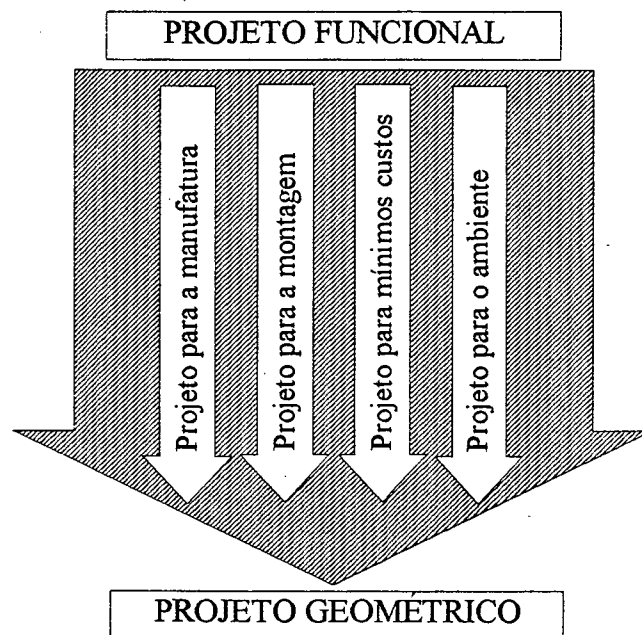 PROJETO FUNCIONAL
Projeto para a manufatura
Projeto para a montagem
Projeto para mínimos custos
Projeto para o ambiente
PROJETO GEOMÉTRICO